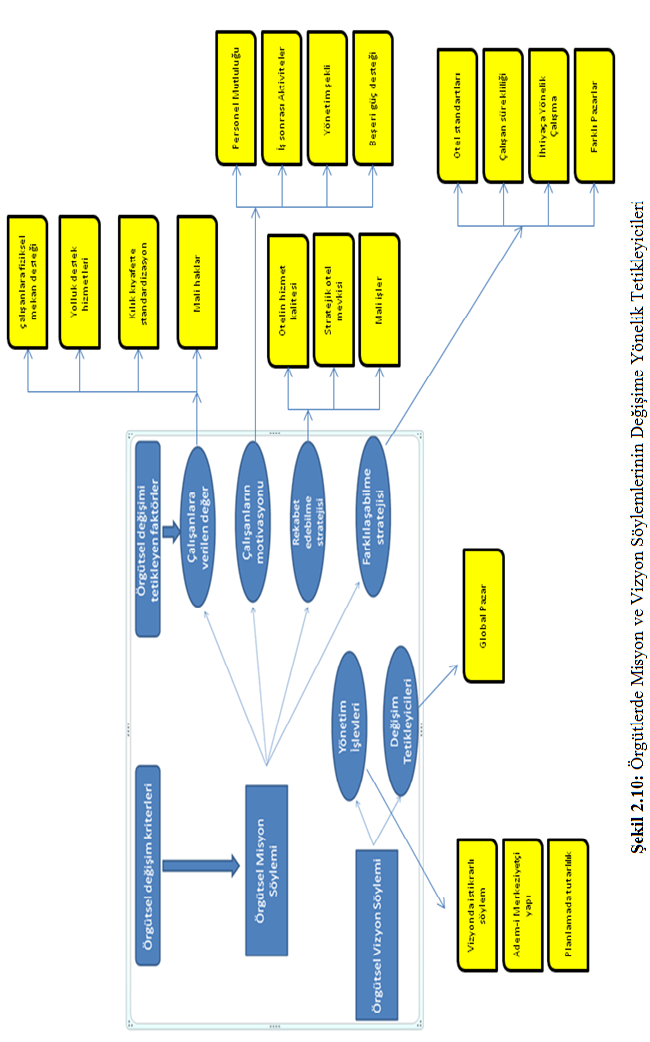 Örgütsel değişim kriterleri
Örgütsel değişimi
tetikleyen faktörler
Örgütsel Misyon
Söylemi
Örgütsel Vizyon Söylemi
Çalışanlara
verilen değer
Çalışanların
motivasyonu
Rekabet
edebilme
stratejisi
Farklılaşabilme
stratejisi
Yönetim
İşlevleri
Değişim
Tetikleyicileri
çalışanlara fiziksel
mekan desteği
Yolluk destek
hizmetleri
Kılık kıyafette
standardizasyon
Mali haklar
Personel Mutluluğu
İş sonrası Aktiviteler
Yönetim şekli
Beşeri güç desteği
Otelin hizmet
kalitesi
Stratejik otel
mevkisi
Mali işler
Otel standartları
Çalışan sürekliliği
İhtiyaça Yönelik
Çalışma
Farklı Pazarlar
Vizyonda istikrarlı
söylem
Adem-i Merkeziyetçi
yapı
Planlamada tutarlılık
Global Pazar
Şekil 2.10: Örgütlerde Misyon ve Vizyon Söylemlerinin Değişime Yönelik Tetikleyicileri